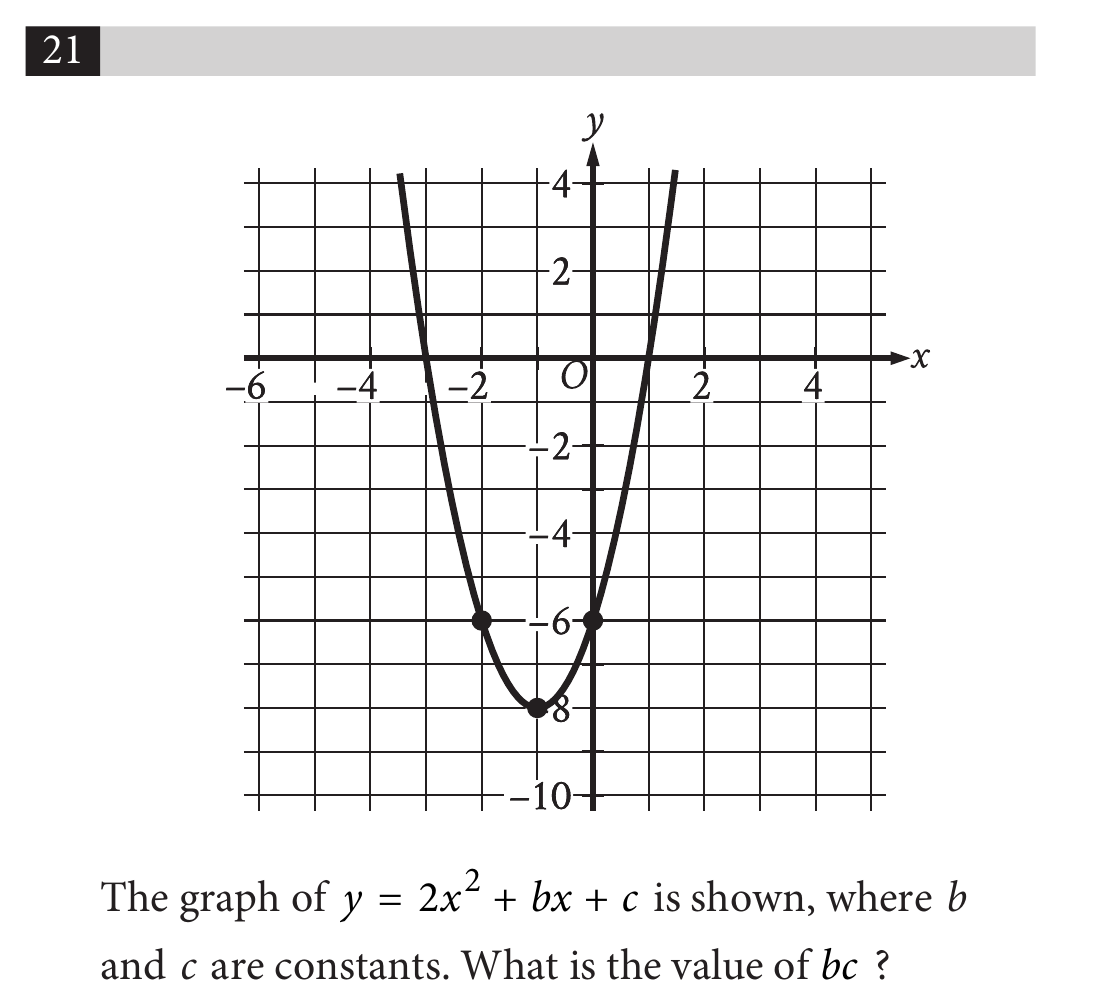 21
y
4
2
x
−6
−4
−2
O
2
4
−2
−4
−6
−8
−10
The graph of y = 2x² + bx + c is shown, where b
and c are constants. What is the value of bc ?